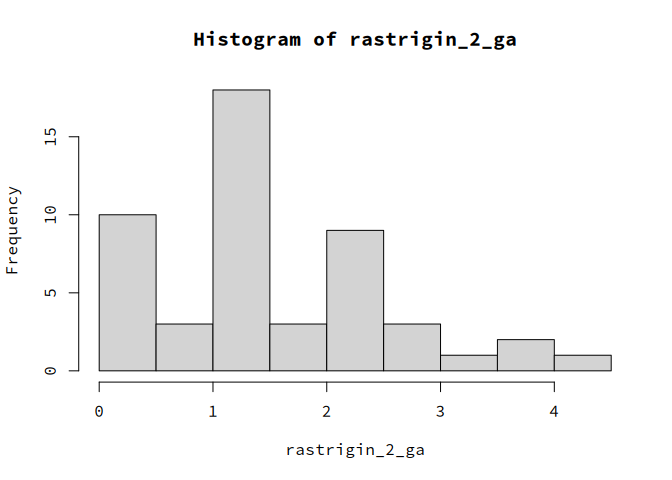 Histogram of rastrigin_2_ga
Frequency
15
10
5
0
0 1 2 3 4
rastrigin_2_ga